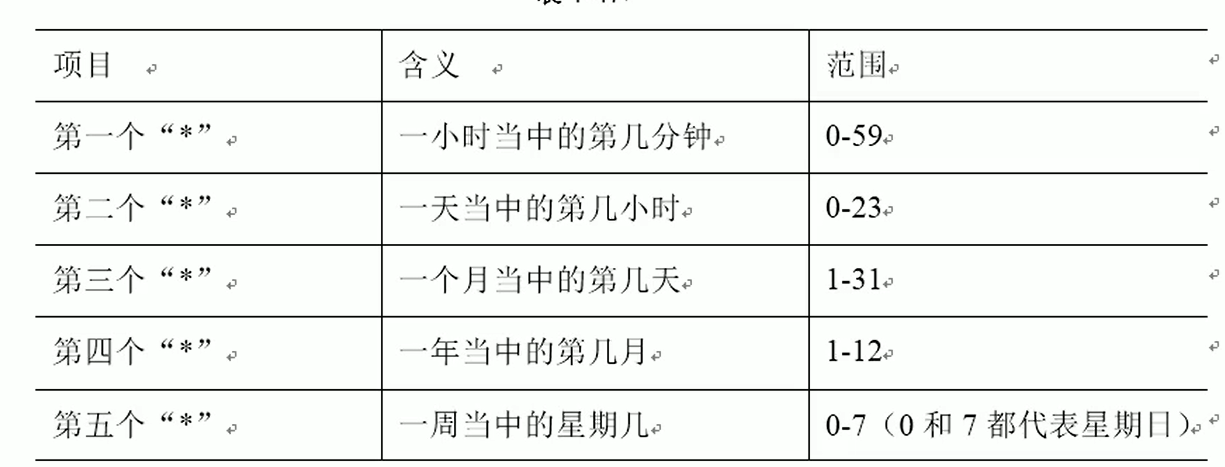 项目 含义 范围
第一个“*” 一小时当中的第几分钟 0-59
第二个“*” 一天当中的第几小时 0-23
第三个“*” 一个月当中的第几天 1-31
第四个“*” 一年当中的第几月 1-12
第五个“*” 一周当中的星期几 0-7（0 和 7 都代表星期日）